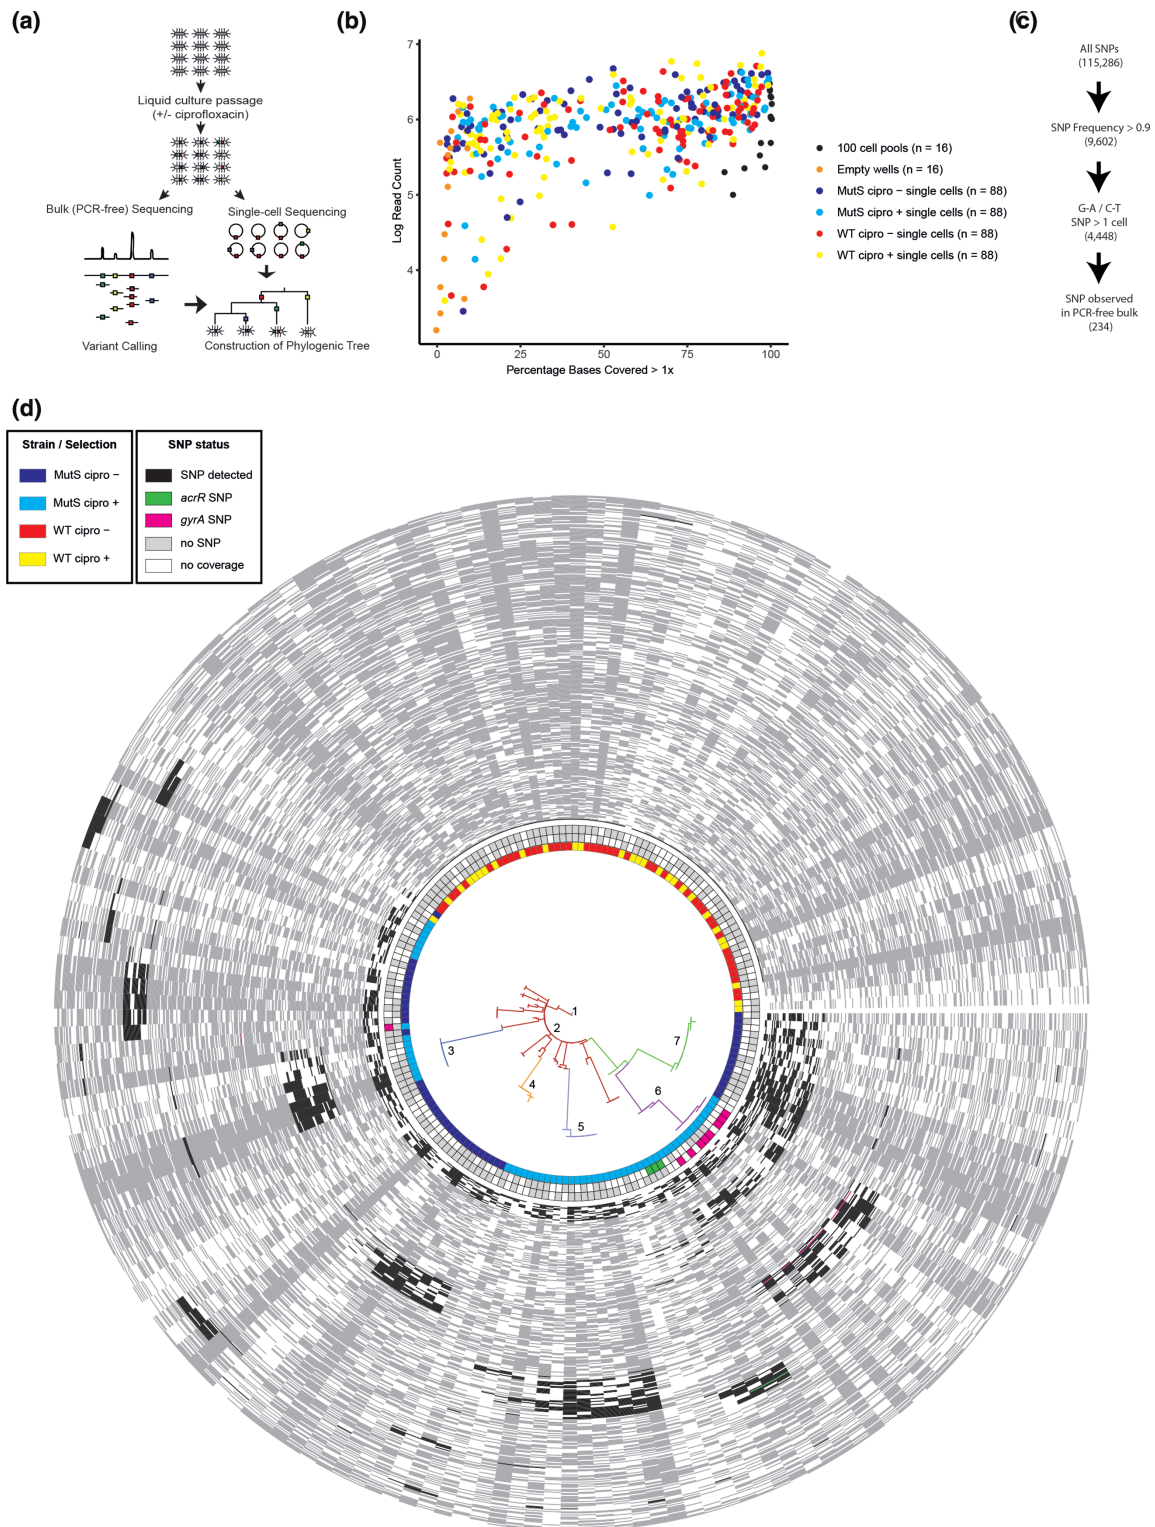 (a)
Liquid culture passage
(+/- ciprofloxacin)
Bulk (PCR-free) Sequencing
Single-cell Sequencing
Variant Calling
Construction of Phylogenic Tree
(b)
7
6
5
4
Log Read Count
0
25
50
75
100
Percentage Bases Covered > 1x
100 cell pools (n = 16)
Empty wells (n = 16)
MutS cipro − single cells (n = 88)
MutS cipro + single cells (n = 88)
WT cipro − single cells (n = 88)
WT cipro + single cells (n = 88)
(c)
All SNPs
(115,286)
SNP Frequency > 0.9
(9,602)
G-A / C-T
SNP > 1 cell
(4,448)
SNP observed
in PCR-free bulk
(234)
(d)
Strain / Selection
MutS cipro −
MutS cipro +
WT cipro −
WT cipro +
SNP status
SNP detected
acrR SNP
gyrA SNP
no SNP
no coverage
1
2
3
4
5
6
7